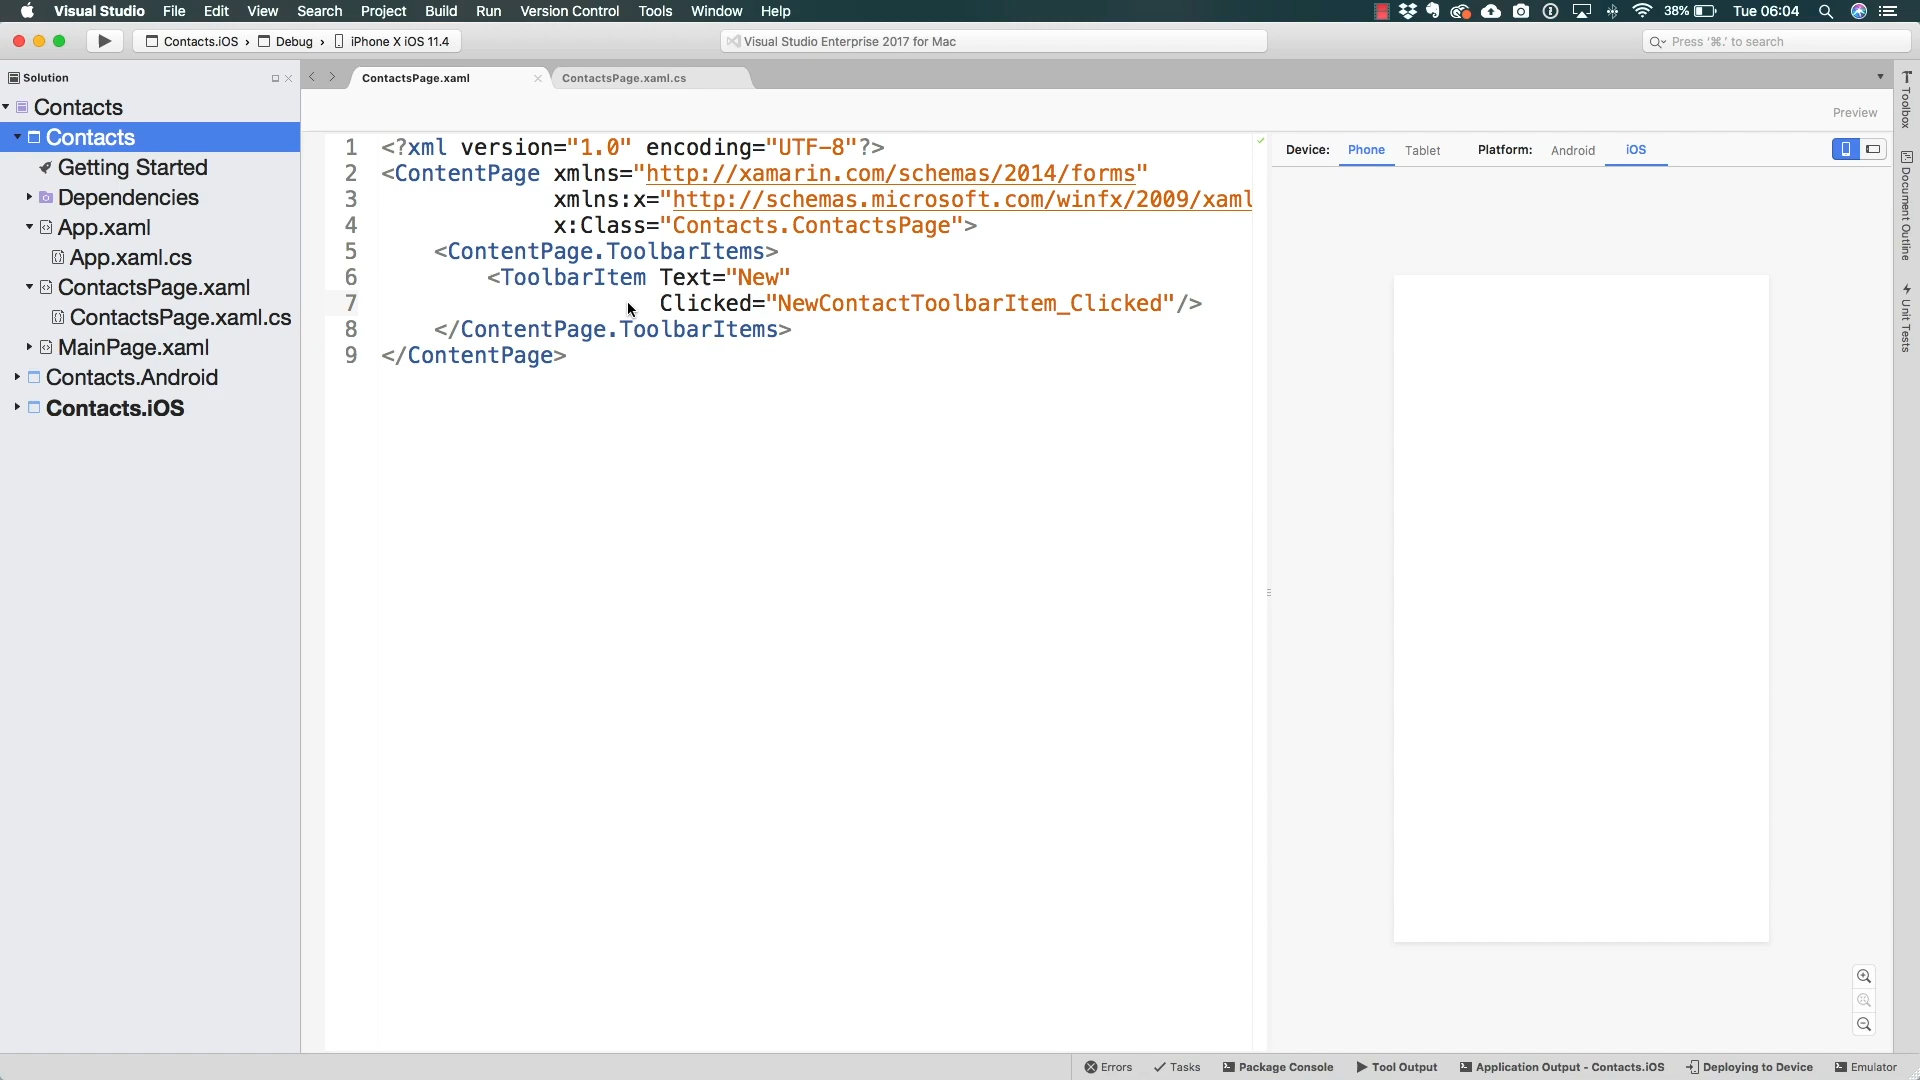 Visual Studio File Edit View Search Project Build Run Version Control Tools Window Help 38% Tue 06:04
Contacts.iOS › Debug › iPhone X iOS 11.4 Visual Studio Enterprise 2017 for Mac Press '⌘.' to search
Solution ContactsPage.xaml ContactsPage.xaml.cs
Contacts
Contacts
Getting Started
Dependencies
App.xaml
App.xaml.cs
ContactsPage.xaml
ContactsPage.xaml.cs
MainPage.xaml
Contacts.Android
Contacts.iOS
Preview
1 <?xml version="1.0" encoding="UTF-8"?>
2 <ContentPage xmlns="http://xamarin.com/schemas/2014/forms"
3 xmlns:x="http://schemas.microsoft.com/winfx/2009/xaml
4 x:Class="Contacts.ContactsPage">
5 <ContentPage.ToolbarItems>
6 <ToolbarItem Text="New"
7 Clicked="NewContactToolbarItem_Clicked"/>
8 </ContentPage.ToolbarItems>
9 </ContentPage>
Device: Phone Tablet Platform: Android iOS
Toolbox
Document Outline
Unit Tests
Errors Tasks Package Console Tool Output Application Output - Contacts.iOS Deploying to Device Emulator